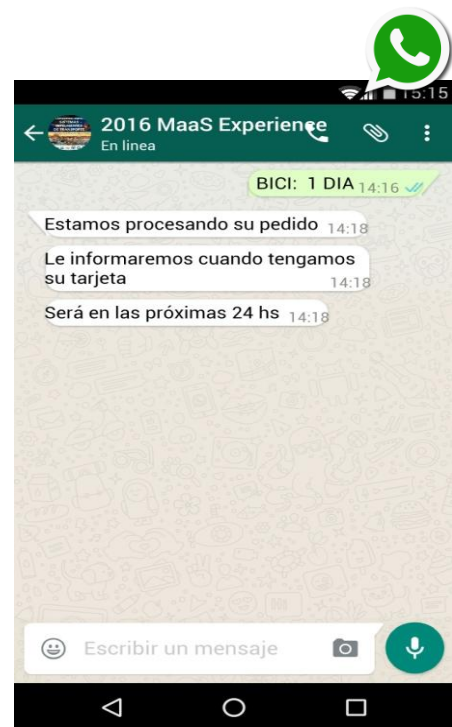 15:15
2016 MaaS Experience
En linea
BICI: 1 DIA 14:16
Estamos procesando su pedido 14:18
Le informaremos cuando tengamos
su tarjeta 14:18
Será en las próximas 24 hs 14:18
Escribir un mensaje